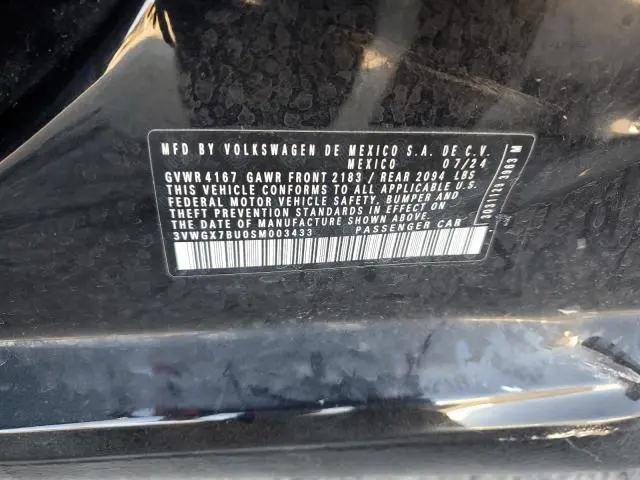 MFD BY VOLKSWAGEN DE MEXICO S.A. DE C.V.
MEXICO 07/24
GVWR 4167 GAWR FRONT 2183 / REAR 2094 LBS
THIS VEHICLE CONFORMS TO ALL APPLICABLE U.S.
FEDERAL MOTOR VEHICLE SAFETY, BUMPER AND
THEFT PREVENTION STANDARDS IN EFFECT ON
THE DATE OF MANUFACTURE SHOWN ABOVE.
3VWGX7BU0SM003433 PASSENGER CAR